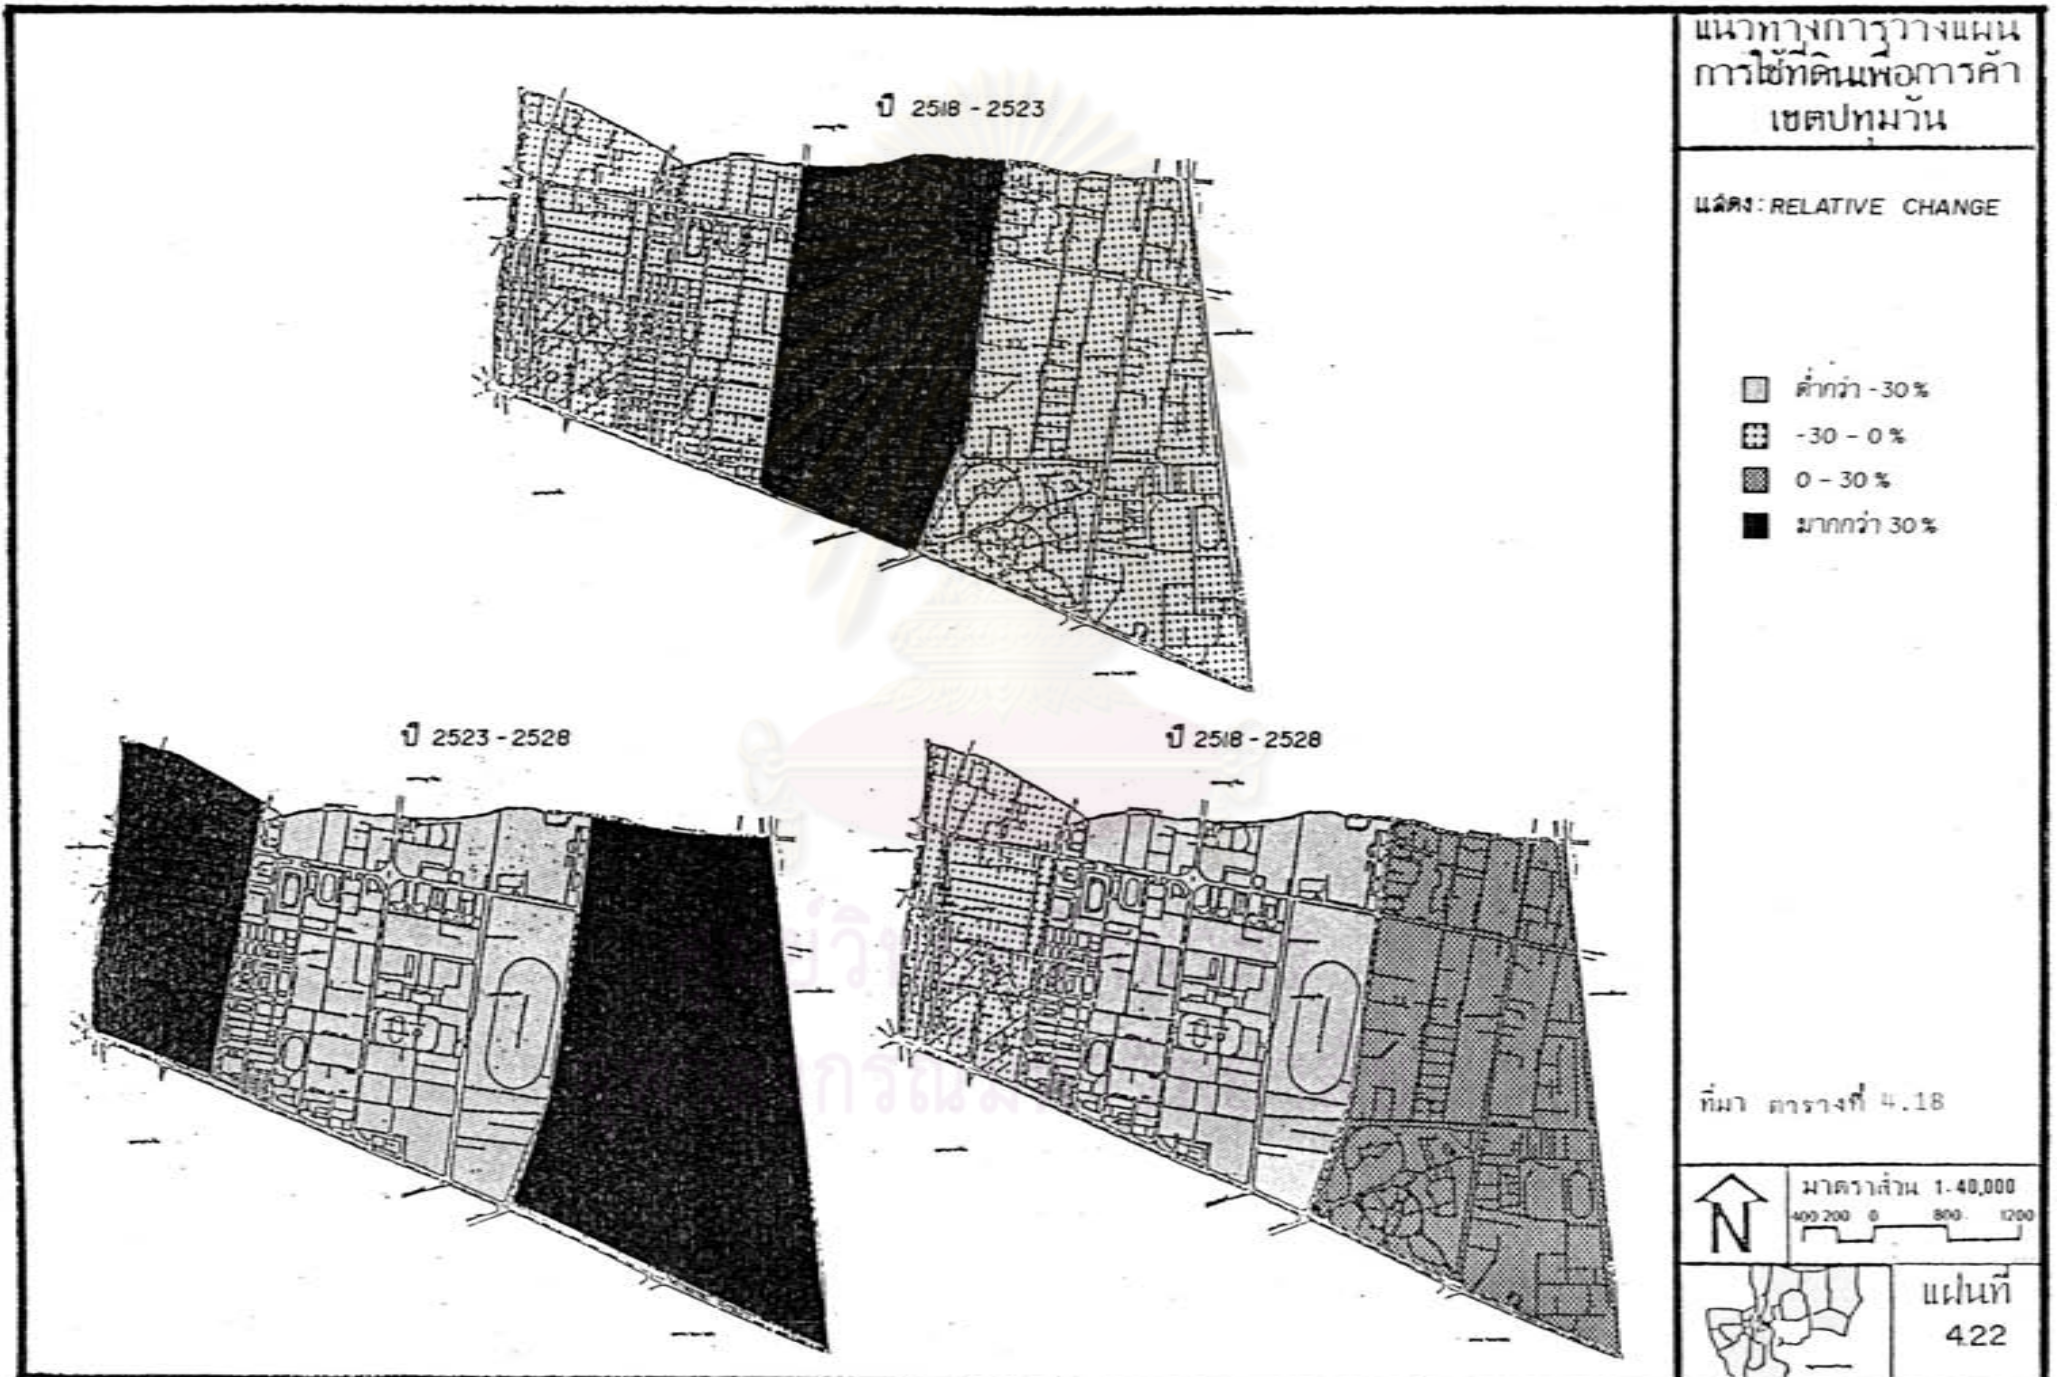 แนวทางการวางแผน
การใช้ที่ดินเพื่อการค้า
เขตปทุมวัน
แสดง: RELATIVE CHANGE
ต่ำกว่า -30%
-30 - 0%
0 - 30%
มากกว่า 30%
ปี 2518 - 2523
ปี 2523 - 2528
ปี 2518 - 2528
ที่มา ตารางที่ 4.18
N
มาตราส่วน 1-40,000
400 200 0 800 1200
แผ่นที่
4.22